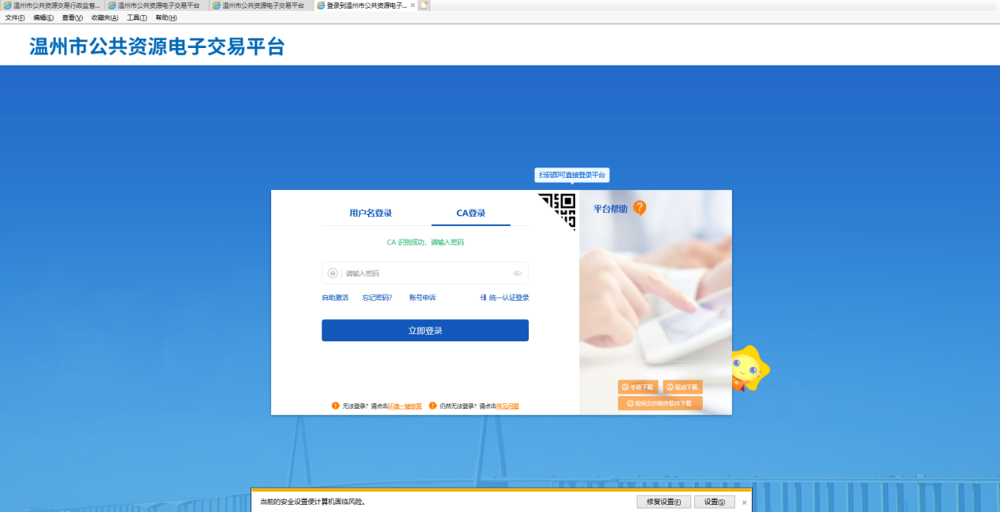 温州市公共资源交易行政监督...
温州市公共资源电子交易平台
温州市公共资源电子交易平台
登录到温州市公共资源电子...
文件(F) 编辑(E) 查看(V) 收藏夹(A) 工具(T) 帮助(H)
温州市公共资源电子交易平台
扫码即可直接登录平台
用户名登录 CA登录
平台帮助 ?
CA 识别成功，请输入密码
请输入密码
自助激活 忘记密码? 账号申诉 统一认证登录
立即登录
手册下载 驱动下载
投标文件制作软件下载
无法登录? 请点击环境一键修复 仍然无法登录? 请点击常见问题
当前的安全设置使计算机面临风险。 修复设置(F) 设置(S) ×